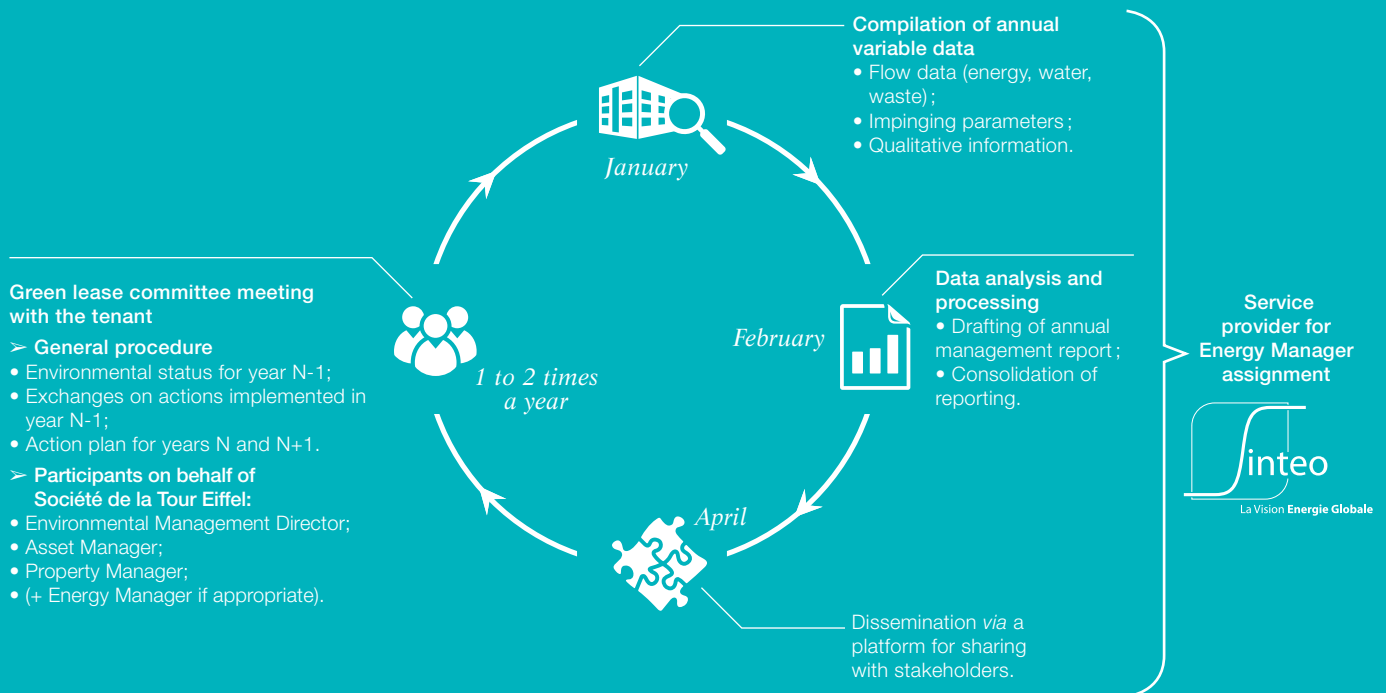 Compilation of annual
variable data
• Flow data (energy, water,
waste) ;
• Impinging parameters ;
• Qualitative information.
January
Data analysis and
processing
• Drafting of annual
management report ;
• Consolidation of
reporting.
February
April
Dissemination via a
platform for sharing
with stakeholders.
1 to 2 times
a year
Green lease committee meeting
with the tenant
➢ General procedure
• Environmental status for year N-1;
• Exchanges on actions implemented in
year N-1;
• Action plan for years N and N+1.
➢ Participants on behalf of
Société de la Tour Eiffel:
• Environmental Management Director;
• Asset Manager;
• Property Manager;
• (+ Energy Manager if appropriate).
Service
provider for
Energy Manager
assignment
Sinteo
La Vision Energie Globale